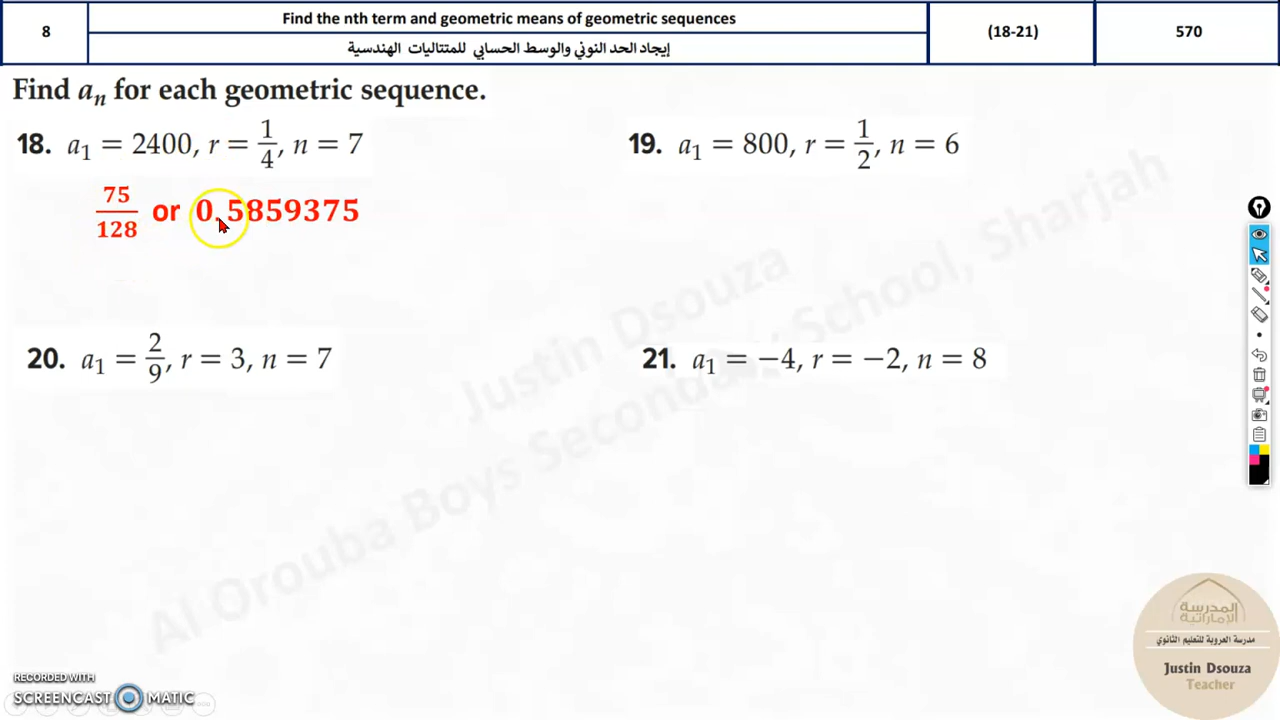 8
Find the nth term and geometric means of geometric sequences
إيجاد الحد النوني والوسط الحسابي للمتتاليات الهندسية
(18-21)
570
Find aₙ for each geometric sequence.
18. a₁ = 2400, r = 1/4, n = 7
75/128 or 0.5859375
19. a₁ = 800, r = 1/2, n = 6
20. a₁ = 2/9, r = 3, n = 7
21. a₁ = −4, r = −2, n = 8
Justin Dsouza
Al Orouba Boys Secondary School, Sharjah
المدرسة
الإماراتية
مدرسة العروبة للتعليم الثانوي
Justin Dsouza
Teacher
RECORDED WITH
SCREENCAST MATIC